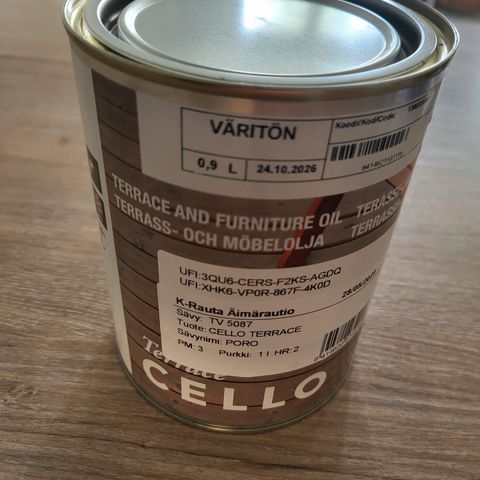 VÄRITÖN
0,9 L
24.10.2026
Koodi/Kod/Code:
TERRACE AND FURNITURE OIL
TERRASS- OCH MÖBELOLJA
UFI:3QU6-CERS-F2KS-AGDQ
UFI:XHK6-VP0R-867F-4K0D
K-Rauta Äimärautio
Sävy: TV 5087
Tuote: CELLO TERRACE
Sävynimi: PORO
PM: 3 Purkki: 1 l HR: 2
Terrace
CELLO